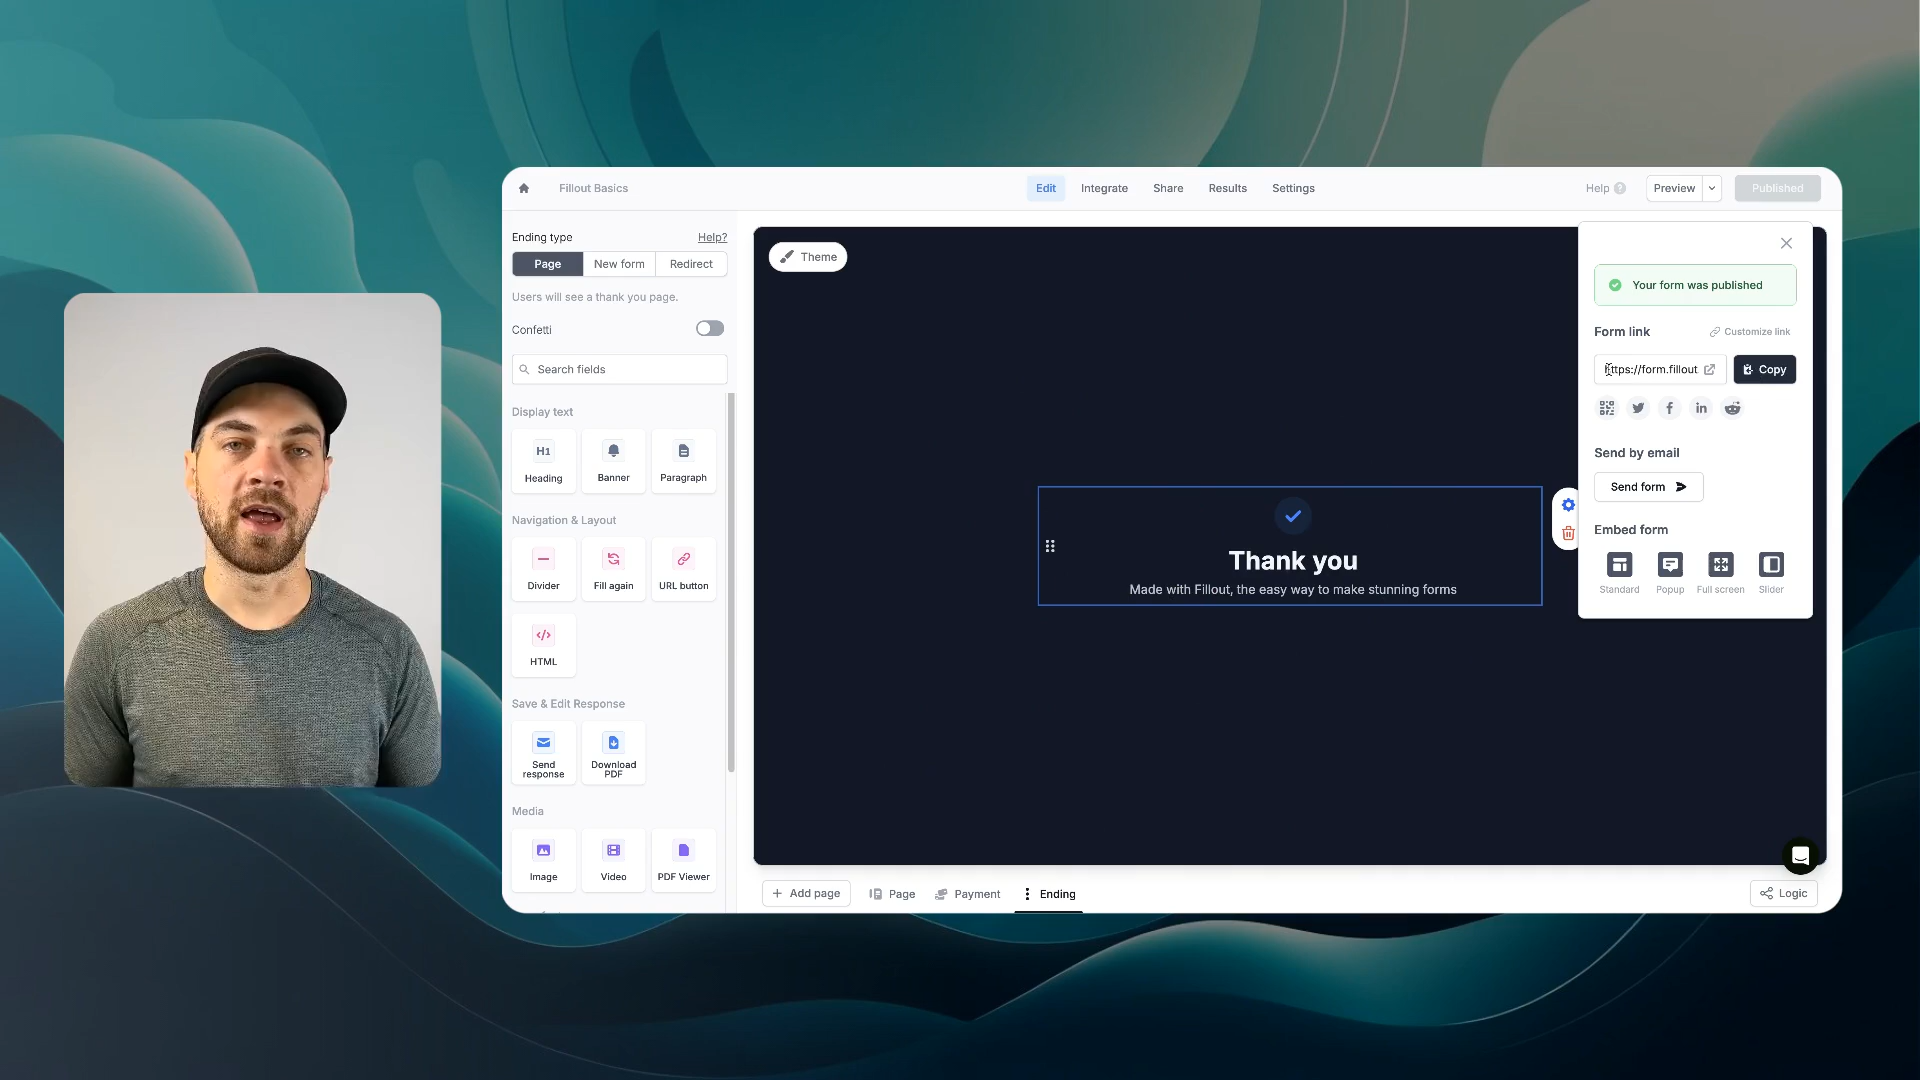 Fillout Basics
Edit
Integrate
Share
Results
Settings
Help
Preview
Published
Ending type
Help?
Page
New form
Redirect
Users will see a thank you page.
Confetti
Search fields
Display text
H1
Heading
Banner
Paragraph
Navigation & Layout
Divider
Fill again
URL button
</>
HTML
Save & Edit Response
Send
response
Download
PDF
Media
Image
Video
PDF Viewer
Theme
Thank you
Made with Fillout, the easy way to make stunning forms
Your form was published
Form link
Customize link
https://form.fillout
Copy
Send by email
Send form
Embed form
Standard
Popup
Full screen
Slider
Add page
Page
Payment
Ending
Logic